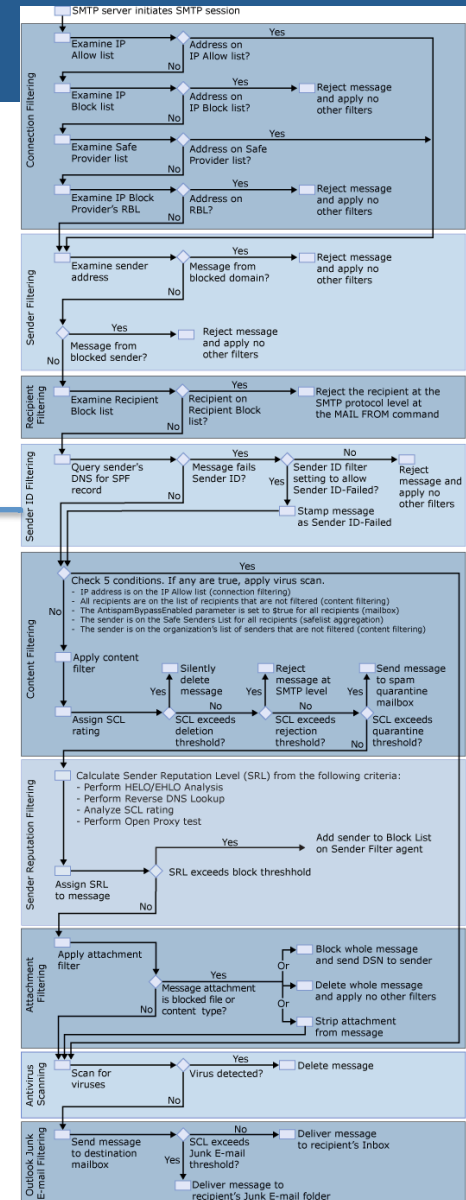 SMTP server initiates SMTP session
Connection Filtering
Examine IP
Allow list
Address on
IP Allow list?
Yes
No
Examine IP
Block list
Address on
IP Block list?
Yes
Reject message
and apply no
other filters
No
Examine Safe
Provider list
Address on Safe
Provider list?
Yes
No
Examine IP Block
Provider's RBL
Address on
RBL?
Yes
Reject message
and apply no
other filters
No
Sender Filtering
Examine sender
address
Message from
blocked domain?
Yes
Reject message
and apply no
other filters
No
Message from
blocked sender?
Yes
Reject message
and apply no
other filters
No
Recipient
Filtering
Examine Recipient
Block list
Recipient on
Recipient Block
list?
Yes
Reject the recipient at the
SMTP protocol level at
the MAIL FROM command
No
Sender ID Filtering
Query sender's
DNS for SPF
record
Message fails
Sender ID?
Yes
Sender ID filter
setting to allow
Sender ID-Failed?
No
Reject
message and
apply no
other filters
No
Yes
Stamp message
as Sender ID-Failed
Content Filtering
Yes
Check 5 conditions. If any are true, apply virus scan.
- IP address is on the IP Allow list (connection filtering)
- All recipients are on the list of recipients that are not filtered (content filtering)
- The AntispamBypassEnabled parameter is set to $true for all recipients (mailbox)
- The sender is on the Safe Senders List for all recipients (safelist aggregation)
- The sender is on the organization's list of senders that are not filtered (content filtering)
No
Apply content
filter
Silently
delete
message
Reject
message at
SMTP level
Send message
to spam
quarantine
mailbox
Yes
No
Yes
No
Yes
Assign SCL
rating
SCL exceeds
deletion
threshold?
SCL exceeds
rejection
threshold?
SCL exceeds
quarantine
threshold?
No
Sender Reputation Filtering
Calculate Sender Reputation Level (SRL) from the following criteria:
- Perform HELO/EHLO Analysis
- Perform Reverse DNS Lookup
- Analyze SCL rating
- Perform Open Proxy test
Yes
Add sender to Block List
on Sender Filter agent
Assign SRL
to message
SRL exceeds block threshhold
No
Attachment
Filtering
Apply attachment
filter
Message attachment
is blocked file or
content type?
Yes
Block whole message
and send DSN to sender
Or
Delete whole message
and apply no other filters
Or
Strip attachment
from message
No
Antivirus
Scanning
Scan for
viruses
Virus detected?
Yes
Delete message
No
Outlook Junk
E-mail Filtering
Send message
to destination
mailbox
SCL exceeds
Junk E-mail
threshold?
No
Deliver message
to recipient's Inbox
Yes
Deliver message to
recipient's Junk E-mail folder